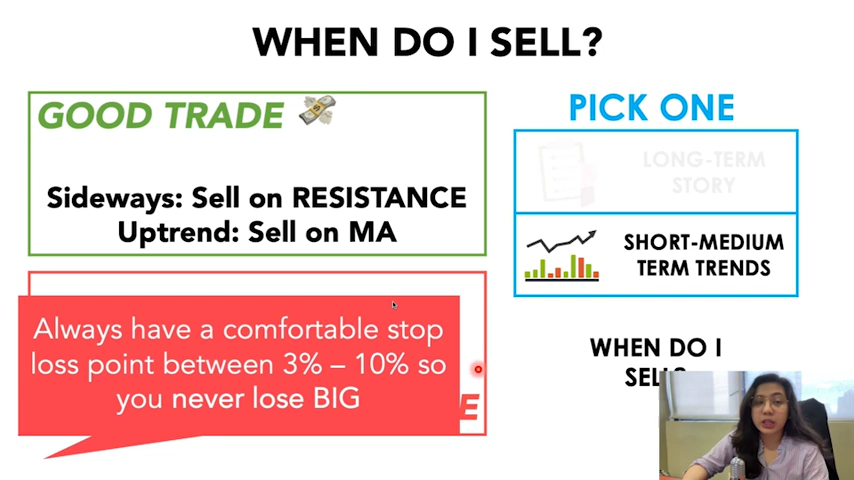 WHEN DO I SELL?
GOOD TRADE
Sideways: Sell on RESISTANCE
Uptrend: Sell on MA
Always have a comfortable stop
loss point between 3% – 10% so
you never lose BIG
E
PICK ONE
LONG-TERM
STORY
SHORT-MEDIUM
TERM TRENDS
WHEN DO I
SELL?